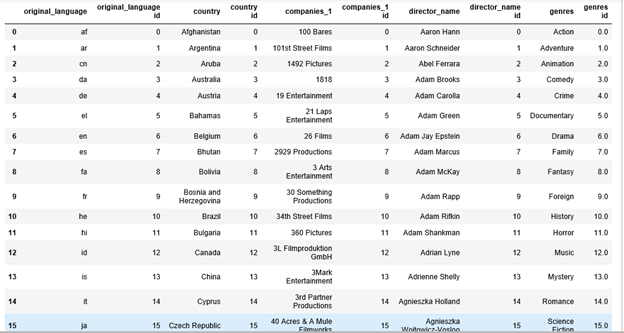 original_language original_language id country country id companies_1 companies_1 id director_name director_name id genres genres id
0 af 0 Afghanistan 0 100 Bares 0 Aaron Hann 0 Action 0.0
1 ar 1 Argentina 1 101st Street Films 1 Aaron Schneider 1 Adventure 1.0
2 cn 2 Aruba 2 1492 Pictures 2 Abel Ferrara 2 Animation 2.0
3 da 3 Australia 3 1818 3 Adam Brooks 3 Comedy 3.0
4 de 4 Austria 4 19 Entertainment 4 Adam Carolla 4 Crime 4.0
5 el 5 Bahamas 5 21 Laps Entertainment 5 Adam Green 5 Documentary 5.0
6 en 6 Belgium 6 26 Films 6 Adam Jay Epstein 6 Drama 6.0
7 es 7 Bhutan 7 2929 Productions 7 Adam Marcus 7 Family 7.0
8 fa 8 Bolivia 8 3 Arts Entertainment 8 Adam McKay 8 Fantasy 8.0
9 fr 9 Bosnia and Herzegovina 9 30 Something Productions 9 Adam Rapp 9 Foreign 9.0
10 he 10 Brazil 10 34th Street Films 10 Adam Rifkin 10 History 10.0
11 hi 11 Bulgaria 11 360 Pictures 11 Adam Shankman 11 Horror 11.0
12 id 12 Canada 12 3L Filmproduktion GmbH 12 Adrian Lyne 12 Music 12.0
13 is 13 China 13 3Mark Entertainment 13 Adrienne Shelly 13 Mystery 13.0
14 it 14 Cyprus 14 3rd Partner Productions 14 Agnieszka Holland 14 Romance 14.0
15 ja 15 Czech Republic 15 40 Acres & A Mule Filmworks 15 Agnieszka Wojtowicz-Vosloo 15 Science Fiction 15.0